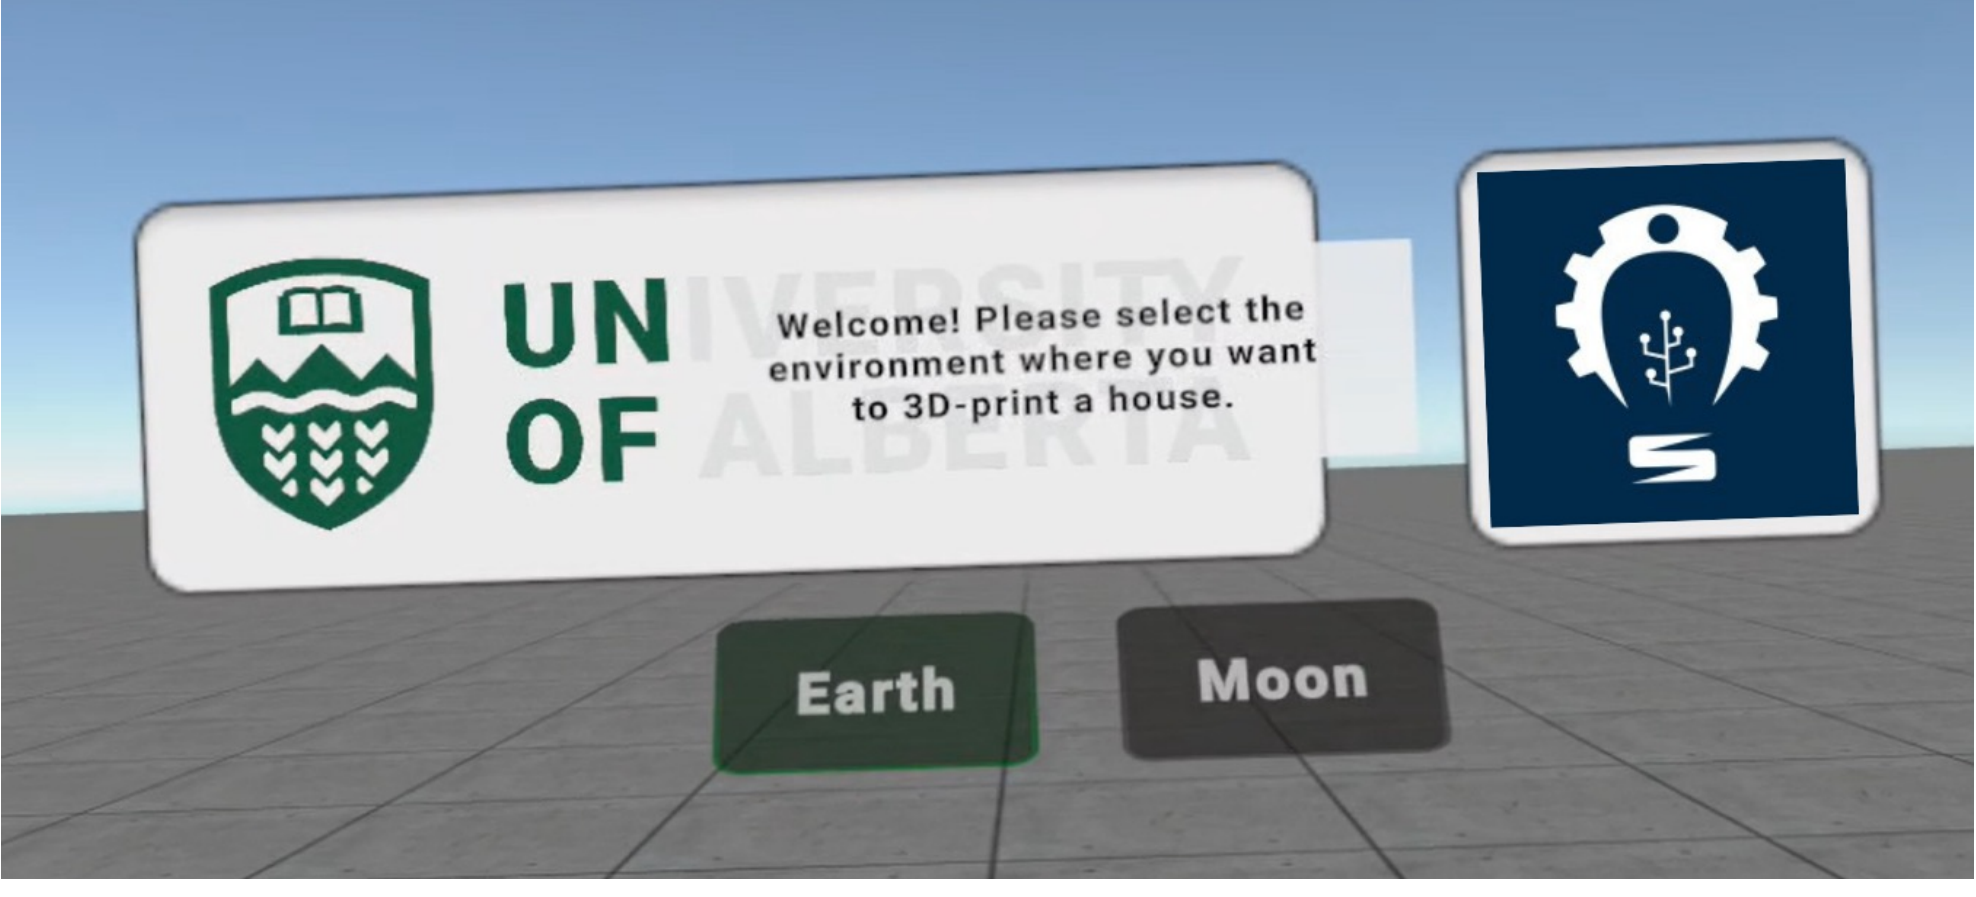 UNIVERSITY
OF ALBERTA
Welcome! Please select the
environment where you want
to 3D-print a house.
S
Earth
Moon